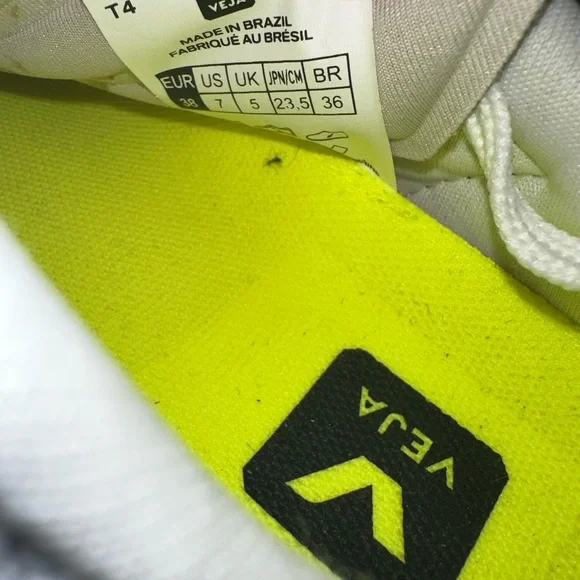 T4
VEJA
MADE IN BRAZIL
FABRIQUÉ AU BRÉSIL
EUR US UK JPN/CM BR
38 7 5 23,5 36
VEJA